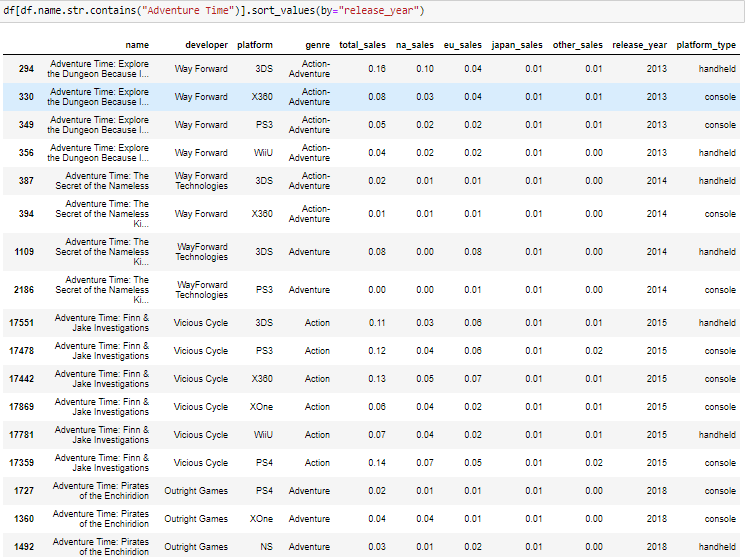 df[df.name.str.contains("Adventure Time")].sort_values(by="release_year")
name developer platform genre total_sales na_sales eu_sales japan_sales other_sales release_year platform_type
294 Adventure Time: Explore the Dungeon Because I... Way Forward 3DS Action-Adventure 0.16 0.10 0.04 0.01 0.01 2013 handheld
330 Adventure Time: Explore the Dungeon Because I... Way Forward X360 Action-Adventure 0.08 0.03 0.04 0.01 0.01 2013 console
349 Adventure Time: Explore the Dungeon Because I... Way Forward PS3 Action-Adventure 0.05 0.02 0.02 0.01 0.01 2013 console
356 Adventure Time: Explore the Dungeon Because I... Way Forward WiiU Action-Adventure 0.04 0.02 0.02 0.01 0.00 2013 handheld
387 Adventure Time: The Secret of the Nameless Way Forward Technologies 3DS Action-Adventure 0.02 0.01 0.01 0.01 0.00 2014 handheld
394 Adventure Time: The Secret of the Nameless Ki... Way Forward X360 Action-Adventure 0.01 0.01 0.01 0.01 0.00 2014 console
1109 Adventure Time: The Secret of the Nameless Ki... WayForward Technologies 3DS Adventure 0.08 0.00 0.08 0.01 0.00 2014 handheld
2186 Adventure Time: The Secret of the Nameless Ki... WayForward Technologies PS3 Adventure 0.00 0.00 0.01 0.01 0.00 2014 console
17551 Adventure Time: Finn & Jake Investigations Vicious Cycle 3DS Action 0.11 0.03 0.06 0.01 0.01 2015 handheld
17478 Adventure Time: Finn & Jake Investigations Vicious Cycle PS3 Action 0.12 0.04 0.06 0.01 0.02 2015 console
17442 Adventure Time: Finn & Jake Investigations Vicious Cycle X360 Action 0.13 0.05 0.07 0.01 0.01 2015 console
17869 Adventure Time: Finn & Jake Investigations Vicious Cycle XOne Action 0.06 0.04 0.02 0.01 0.01 2015 console
17781 Adventure Time: Finn & Jake Investigations Vicious Cycle WiiU Action 0.07 0.04 0.02 0.01 0.01 2015 handheld
17359 Adventure Time: Finn & Jake Investigations Vicious Cycle PS4 Action 0.14 0.07 0.05 0.01 0.02 2015 console
1727 Adventure Time: Pirates of the Enchiridion Outright Games PS4 Adventure 0.02 0.01 0.01 0.01 0.00 2018 console
1360 Adventure Time: Pirates of the Enchiridion Outright Games XOne Adventure 0.04 0.04 0.01 0.01 0.00 2018 console
1492 Adventure Time: Pirates of the Enchiridion Outright Games NS Adventure 0.03 0.01 0.02 0.01 0.00 2018 handheld